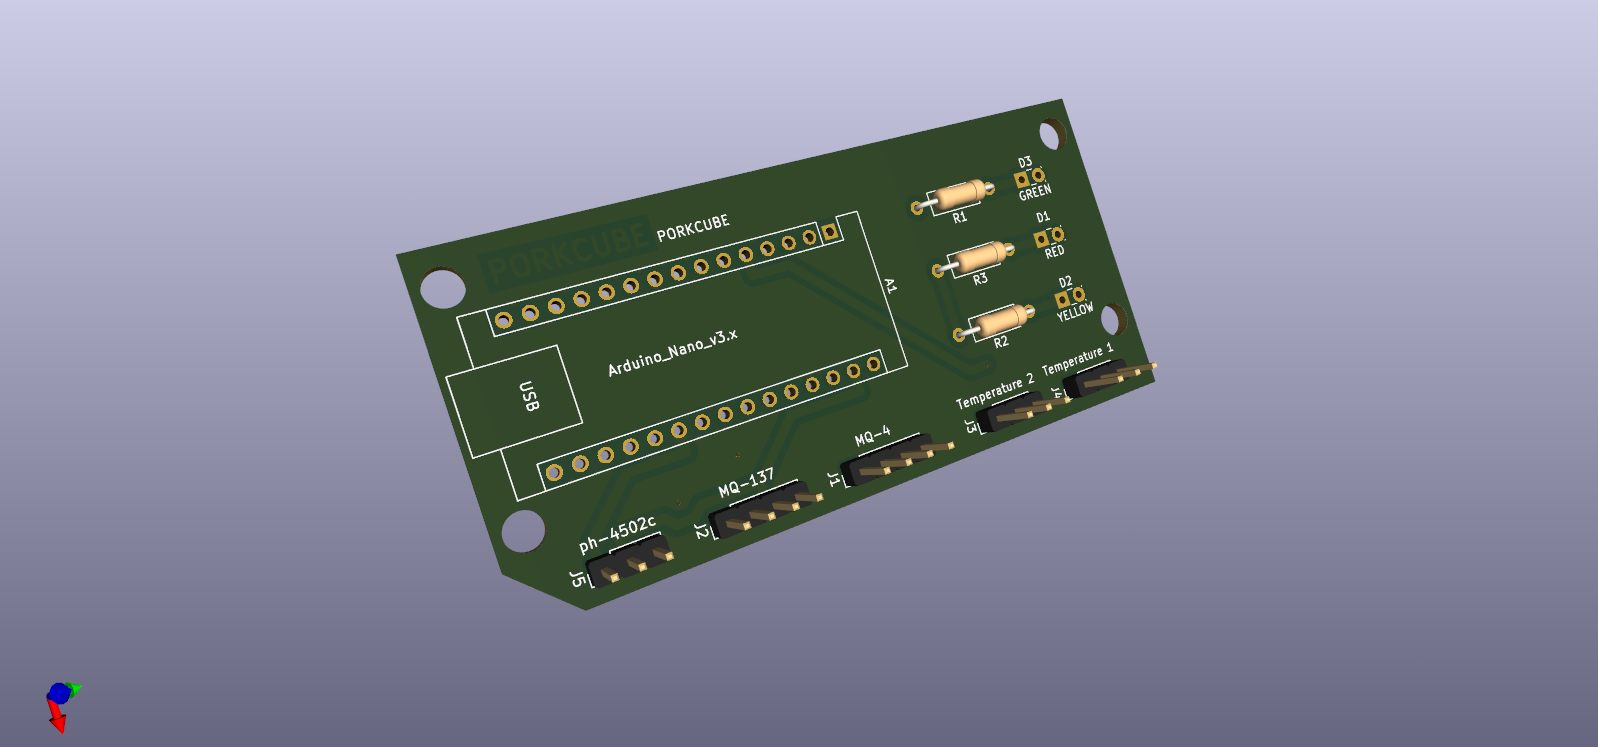 PORKCUBE
PORKCUBE
D3
GREEN
R1
D1
RED
R3
D2
YELLOW
R2
A1
Arduino_Nano_v3.x
USB
Temperature 1
J4
Temperature 2
J3
MQ-4
J1
MQ-137
J2
ph-4502c
J5